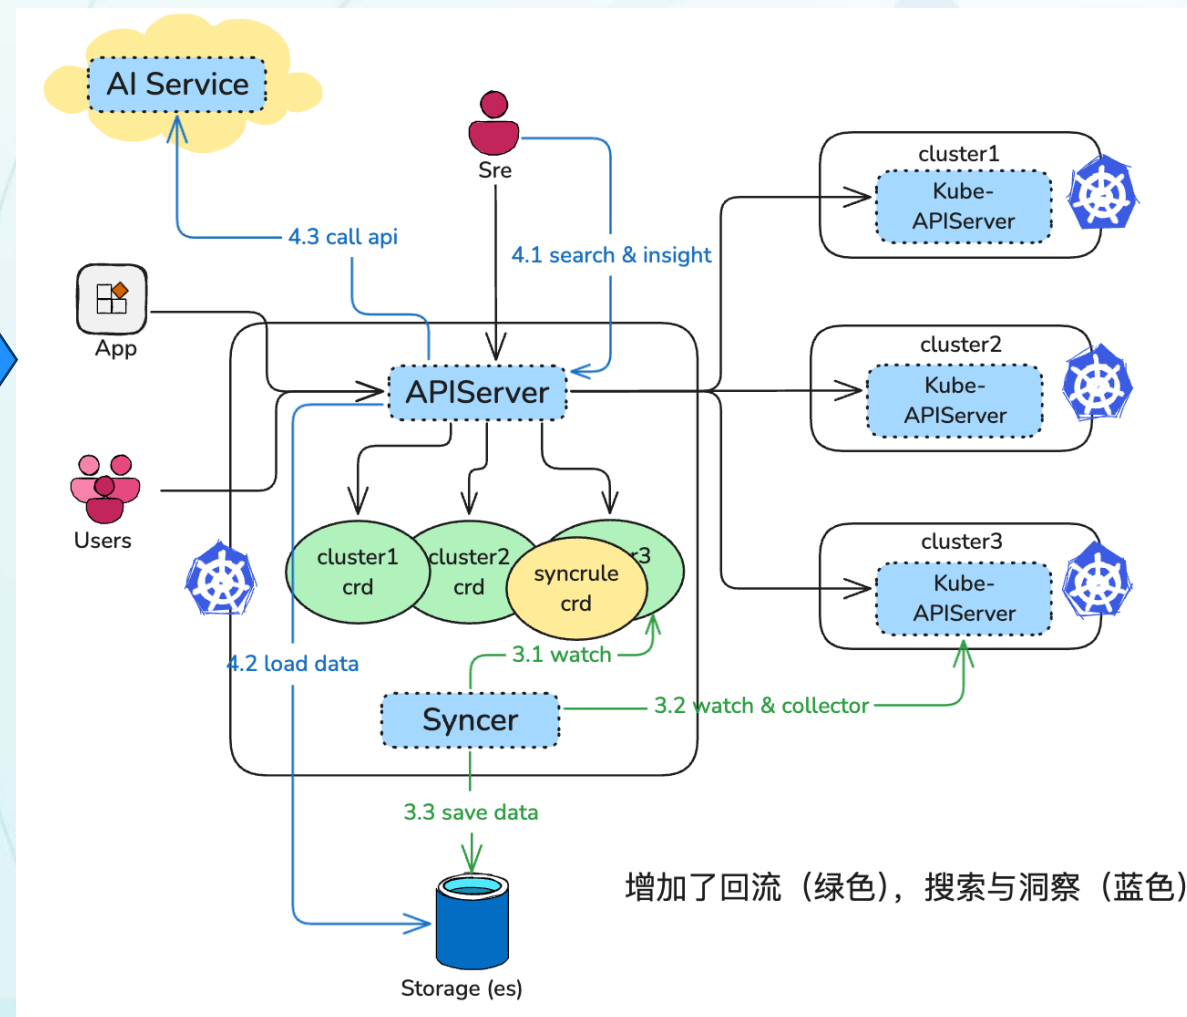 AI Service
Sre
4.3 call api
4.1 search & insight
cluster1
Kube-
APIServer
App
APIServer
cluster2
Kube-
APIServer
Users
cluster1
crd
cluster2
crd
r3
syncrule
crd
cluster3
Kube-
APIServer
4.2 load data
3.1 watch
Syncer
3.2 watch & collector
3.3 save data
增加了回流（绿色），搜索与洞察（蓝色）
Storage (es)